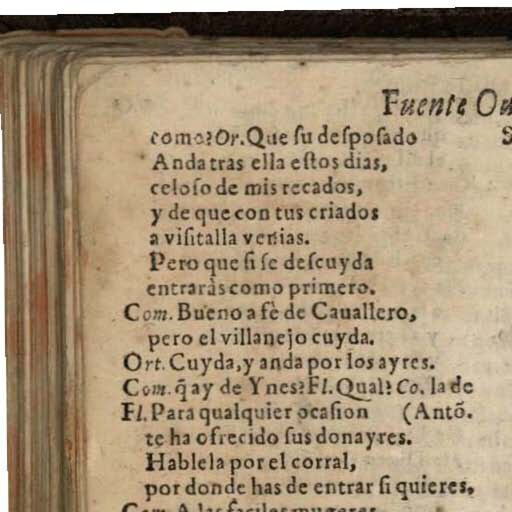 Fuente Ou
como? Or. Que su desposado
Anda tras ella estos dias,
celoso de mis recados,
y de que con tus criados
a visitalla venias.
Pero que si se descuyda
entraràs como primero.
Com. Bueno a fè de Cauallero,
pero el villanejo cuyda.
Ort. Cuyda, y anda por los ayres.
Com. q̃ ay de Ynes? Fl. Qual? Co. la de
Fl. Para qualquier ocasion (Antõ.
te ha ofrecido sus donayres.
Hablela por el corral,
por donde has de entrar si quieres,
Com. A las faciles mugeres